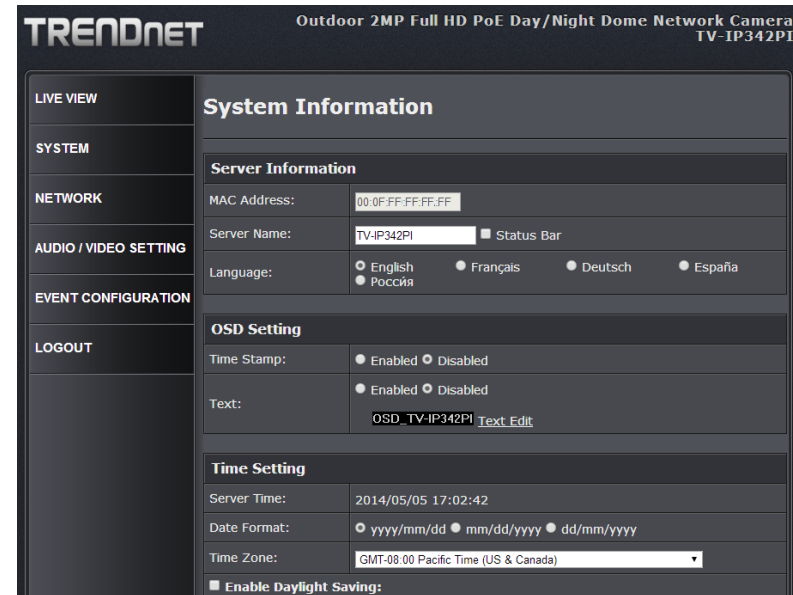 TRENDNET
Outdoor 2MP Full HD PoE Day/Night Dome Network Camera
TV-IP342PI
LIVE VIEW
SYSTEM
NETWORK
AUDIO / VIDEO SETTING
EVENT CONFIGURATION
LOGOUT
System Information
Server Information
MAC Address: 00:0F:FF:FF:FF:FF
Server Name: TV-IP342PI Status Bar
Language: English Français Deutsch España
Россия
OSD Setting
Time Stamp: Enabled Disabled
Text: Enabled Disabled
OSD_TV-IP342PI Text Edit
Time Setting
Server Time: 2014/05/05 17:02:42
Date Format: yyyy/mm/dd mm/dd/yyyy dd/mm/yyyy
Time Zone: GMT-08:00 Pacific Time (US & Canada)
Enable Daylight Saving: